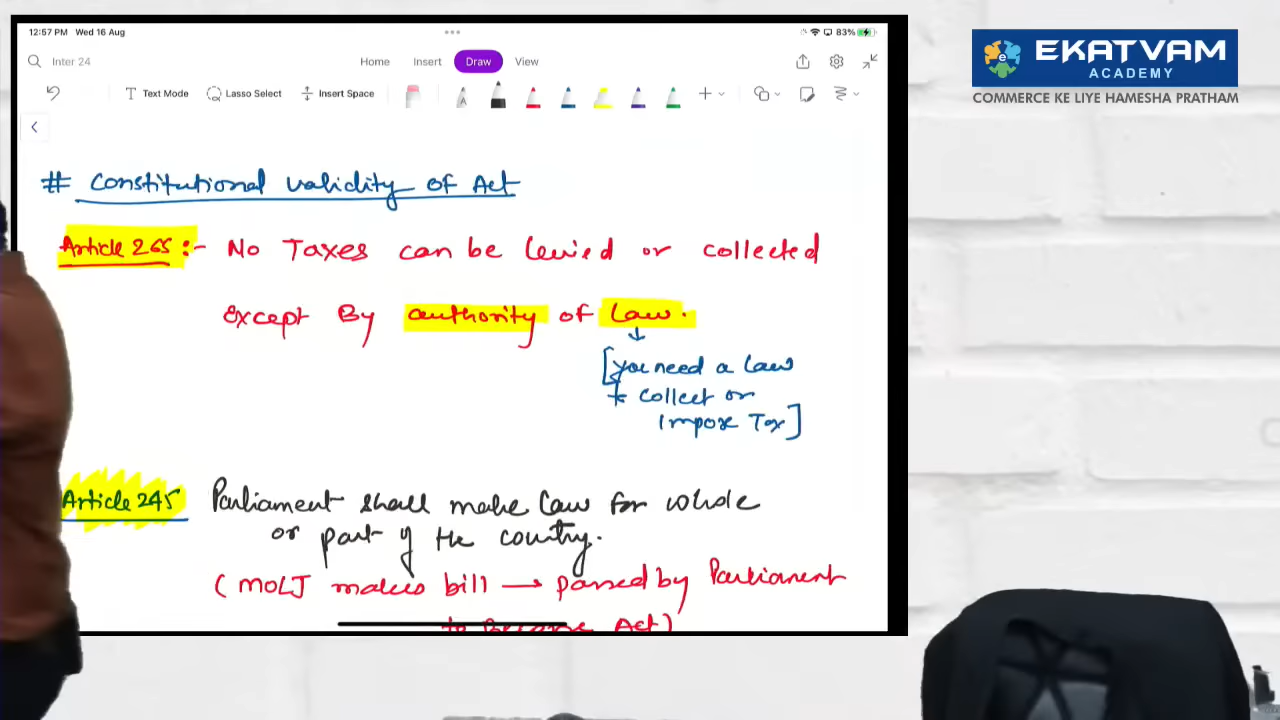 12:57 PM Wed 16 Aug
83%
Inter 24
Home Insert Draw View
Text Mode Lasso Select Insert Space
# Constitutional validity of Act
Article 265 :- No Taxes can be levied or collected
Except By authority of Law.
[you need a Law
to collect or
Impose Tax]
Article 245 Parliament shall make Law for whole
or part of the country.
(MOLJ makes bill → passed by Parliament
to become Act)
EKATVAM
ACADEMY
COMMERCE KE LIYE HAMESHA PRATHAM